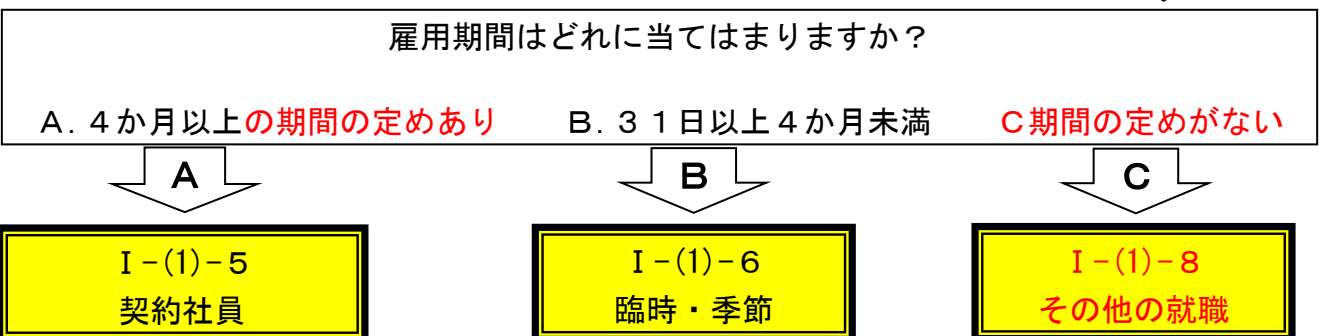 雇用期間はどれに当てはまりますか？
A．４か月以上の期間の定めあり　B．３１日以上４か月未満　C期間の定めがない
A　B　C
Ⅰ-(1)-5　Ⅰ-(1)-6　Ⅰ-(1)-8
契約社員　臨時・季節　その他の就職